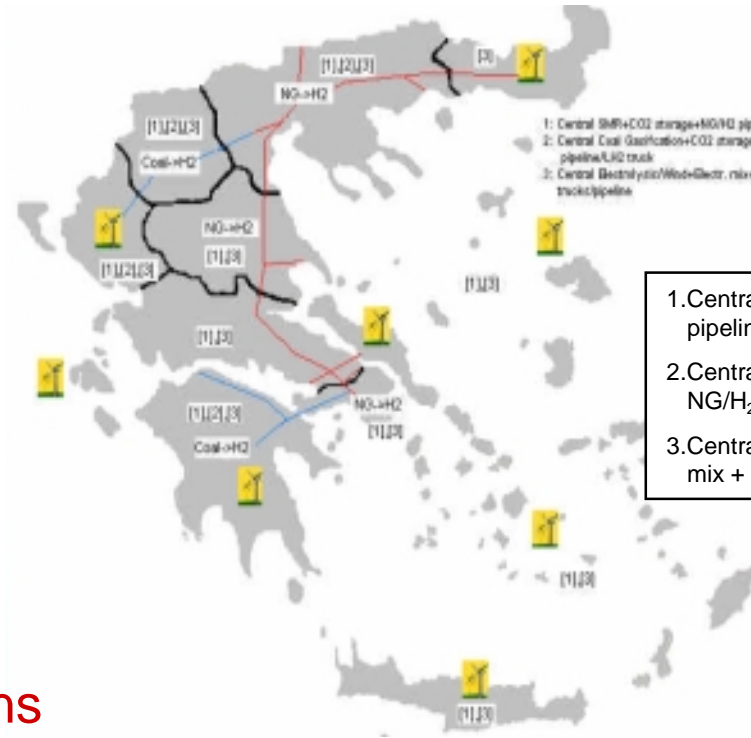 [1],[2],[3]
[3]
NG->H2
1: Central SMR+CO2 storage+NG/H2 pip
2: Central Coal Gasification+CO2 storage
pipeline/LH2 truck
3: Central Electrolysis/Wind+Electr. mix
trucks/pipeline
[1],[2],[3]
Coal->H2
NG->H2
[1],[3]
[1],[2],[3]
[1],[3]
1.Centra
pipelin
2.Centra
NG/H₂
3.Centra
mix +
[1],[3]
[1],[2],[3]
NG->H2
[1],[3]
Coal->H2
[1],[3]
[1],[3]
ns